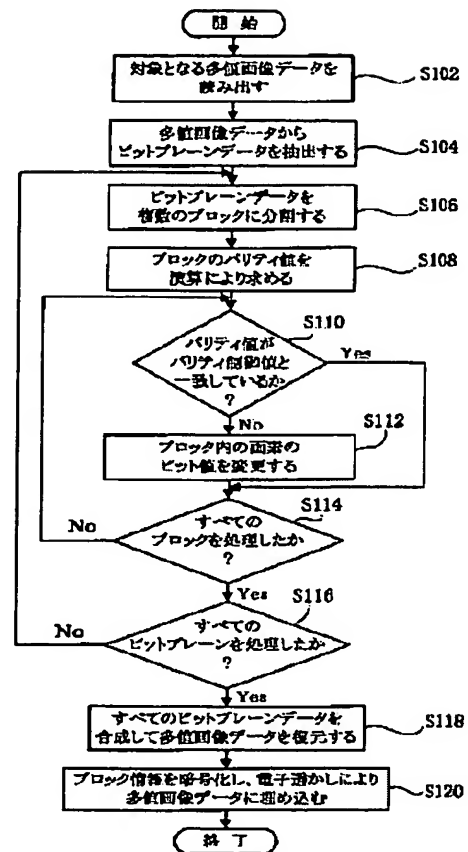 開 始
対象となる多値画像データを
読み出す
S102
多値画像データから
ビットプレーンデータを抽出する
S104
ビットプレーンデータを
複数のブロックに分割する
S106
ブロックのパリティ値を
演算により求める
S108
S110
パリティ値が
パリティ制御値と
一致しているか
?
Yes
No
S112
ブロック内の画素の
ビット値を変更する
S114
No
すべての
ブロックを処理したか
?
Yes
S116
No
すべての
ビットプレーンを処理したか
?
Yes
すべてのビットプレーンデータを
合成して多値画像データを復元する
S118
ブロック情報を暗号化し、電子透かしにより
多値画像データに埋め込む
S120
終 了